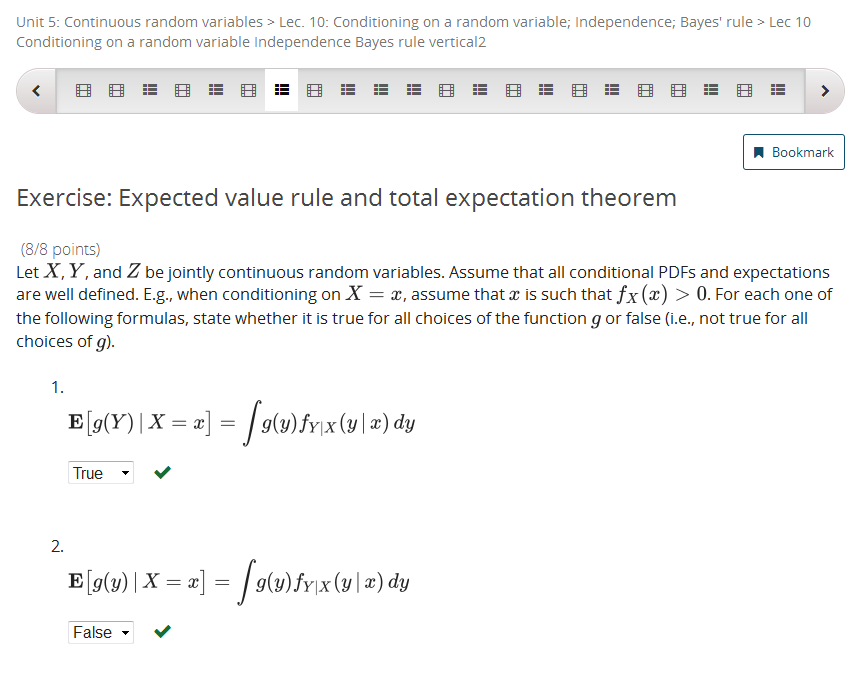 Unit 5: Continuous random variables > Lec. 10: Conditioning on a random variable; Independence; Bayes' rule > Lec 10
Conditioning on a random variable Independence Bayes rule vertical2
Bookmark
Exercise: Expected value rule and total expectation theorem
(8/8 points)
Let X, Y, and Z be jointly continuous random variables. Assume that all conditional PDFs and expectations
are well defined. E.g., when conditioning on X = x, assume that x is such that f_X(x) > 0. For each one of
the following formulas, state whether it is true for all choices of the function g or false (i.e., not true for all
choices of g).
1.
E[g(Y) | X = x] = ∫ g(y) f_{Y|X}(y | x) dy
True
2.
E[g(y) | X = x] = ∫ g(y) f_{Y|X}(y | x) dy
False